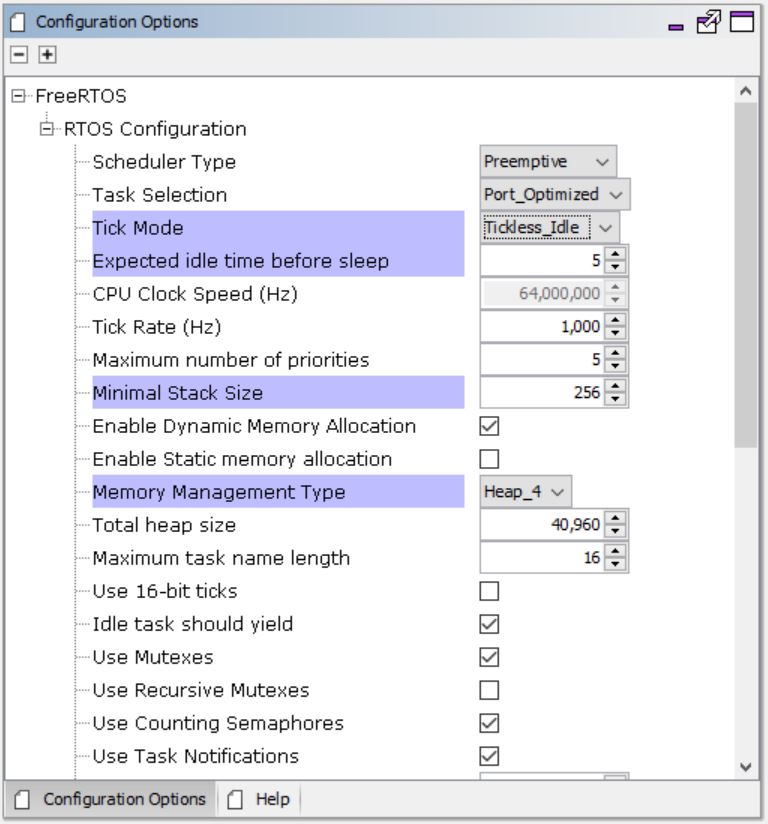 Configuration Options
FreeRTOS
RTOS Configuration
Scheduler Type Preemptive
Task Selection Port_Optimized
Tick Mode Tickless_Idle
Expected idle time before sleep 5
CPU Clock Speed (Hz) 64,000,000
Tick Rate (Hz) 1,000
Maximum number of priorities 5
Minimal Stack Size 256
Enable Dynamic Memory Allocation
Enable Static memory allocation
Memory Management Type Heap_4
Total heap size 40,960
Maximum task name length 16
Use 16-bit ticks
Idle task should yield
Use Mutexes
Use Recursive Mutexes
Use Counting Semaphores
Use Task Notifications
Configuration Options Help